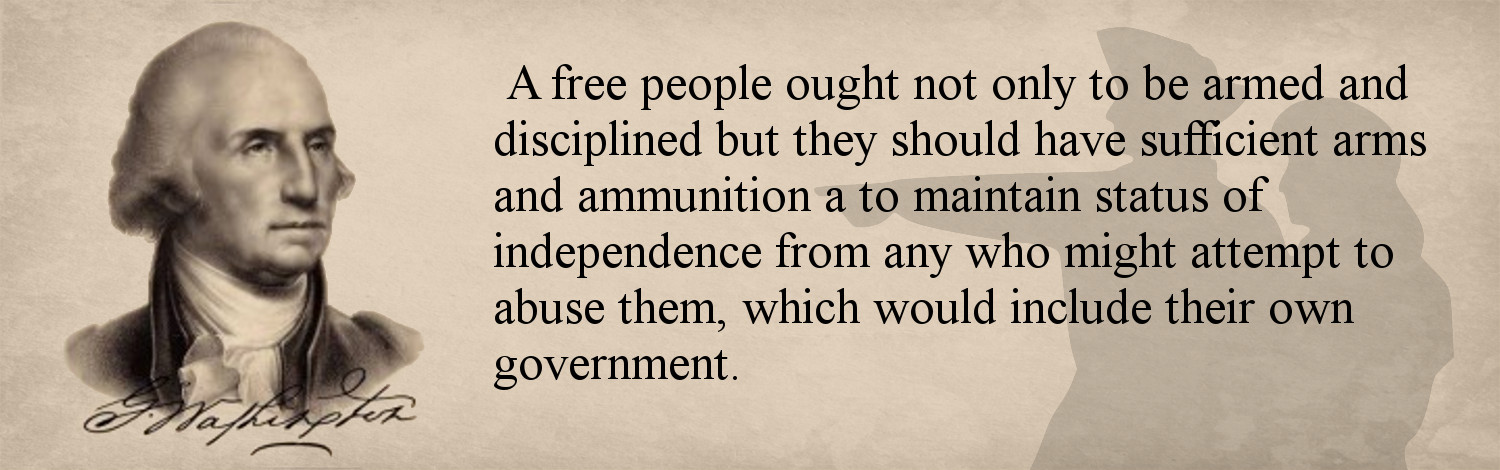 A free people ought not only to be armed and
disciplined but they should have sufficient arms
and ammunition a to maintain status of
independence from any who might attempt to
abuse them, which would include their own
government.
G. Washington